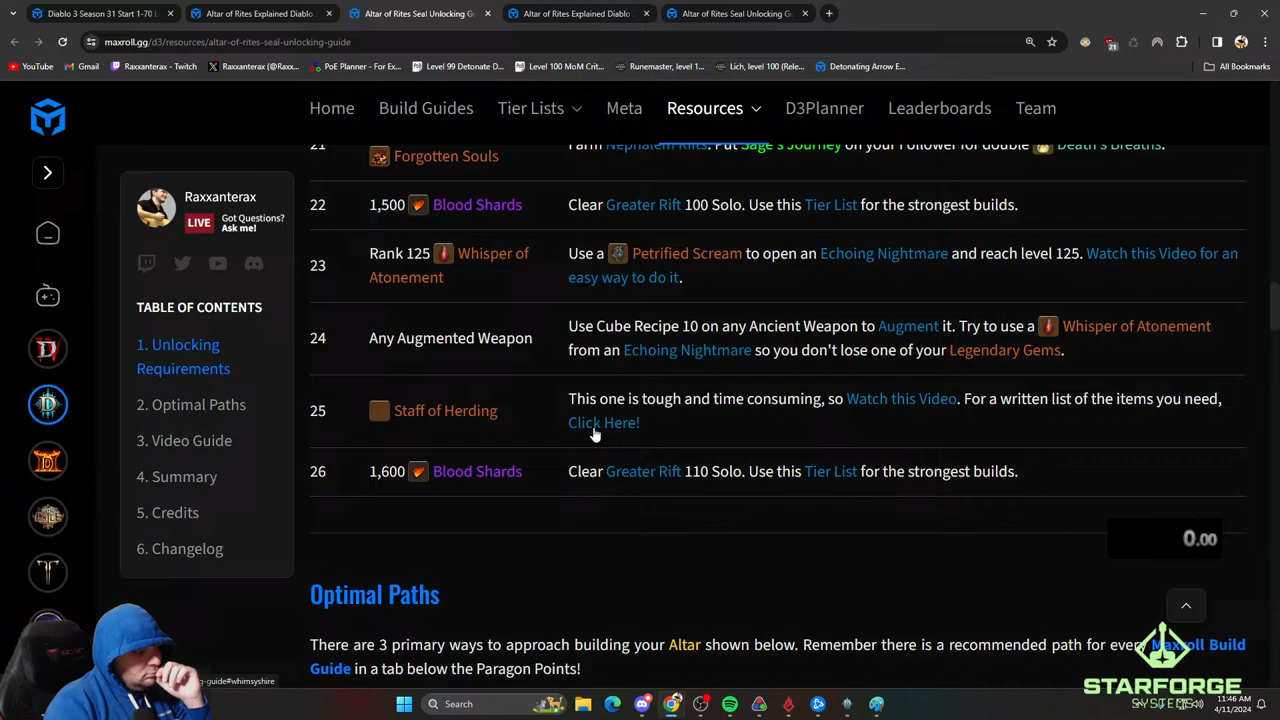 Diablo 3 Season 31 Start 1-70
Altar of Rites Explained Diablo
Altar of Rites Seal Unlocking Gu
Altar of Rites Explained Diablo
Altar of Rites Seal Unlocking Gu
maxroll.gg/d3/resources/altar-of-rites-seal-unlocking-guide
21
YouTube
Gmail
Raxxanterax - Twitch
Raxxanterax (@Raxx...
PoE Planner - For Ex...
Level 99 Detonate D...
Level 100 MoM Crit...
Runemaster, level 1...
Lich, level 100 (Rele...
Detonating Arrow E...
All Bookmarks
Home
Build Guides
Tier Lists
Meta
Resources
D3Planner
Leaderboards
Team
Raxxanterax
LIVE
Got Questions?
Ask me!
TABLE OF CONTENTS
1. Unlocking
Requirements
2. Optimal Paths
3. Video Guide
4. Summary
5. Credits
6. Changelog
21 Farm Nephalem Rifts. Put Sage's Journey on your Follower for double Death's Breaths.
Forgotten Souls
22 1,500 Blood Shards Clear Greater Rift 100 Solo. Use this Tier List for the strongest builds.
23 Rank 125 Whisper of Atonement Use a Petrified Scream to open an Echoing Nightmare and reach level 125. Watch this Video for an
easy way to do it.
24 Any Augmented Weapon Use Cube Recipe 10 on any Ancient Weapon to Augment it. Try to use a Whisper of Atonement
from an Echoing Nightmare so you don't lose one of your Legendary Gems.
25 Staff of Herding This one is tough and time consuming, so Watch this Video. For a written list of the items you need,
Click Here!
26 1,600 Blood Shards Clear Greater Rift 110 Solo. Use this Tier List for the strongest builds.
0.00
Optimal Paths
There are 3 primary ways to approach building your Altar shown below. Remember there is a recommended path for every Maxroll Build
Guide in a tab below the Paragon Points!
-guide#whimsyshire
STARFORGE
SYSTEMS
Search
11:46 AM
4/11/2024